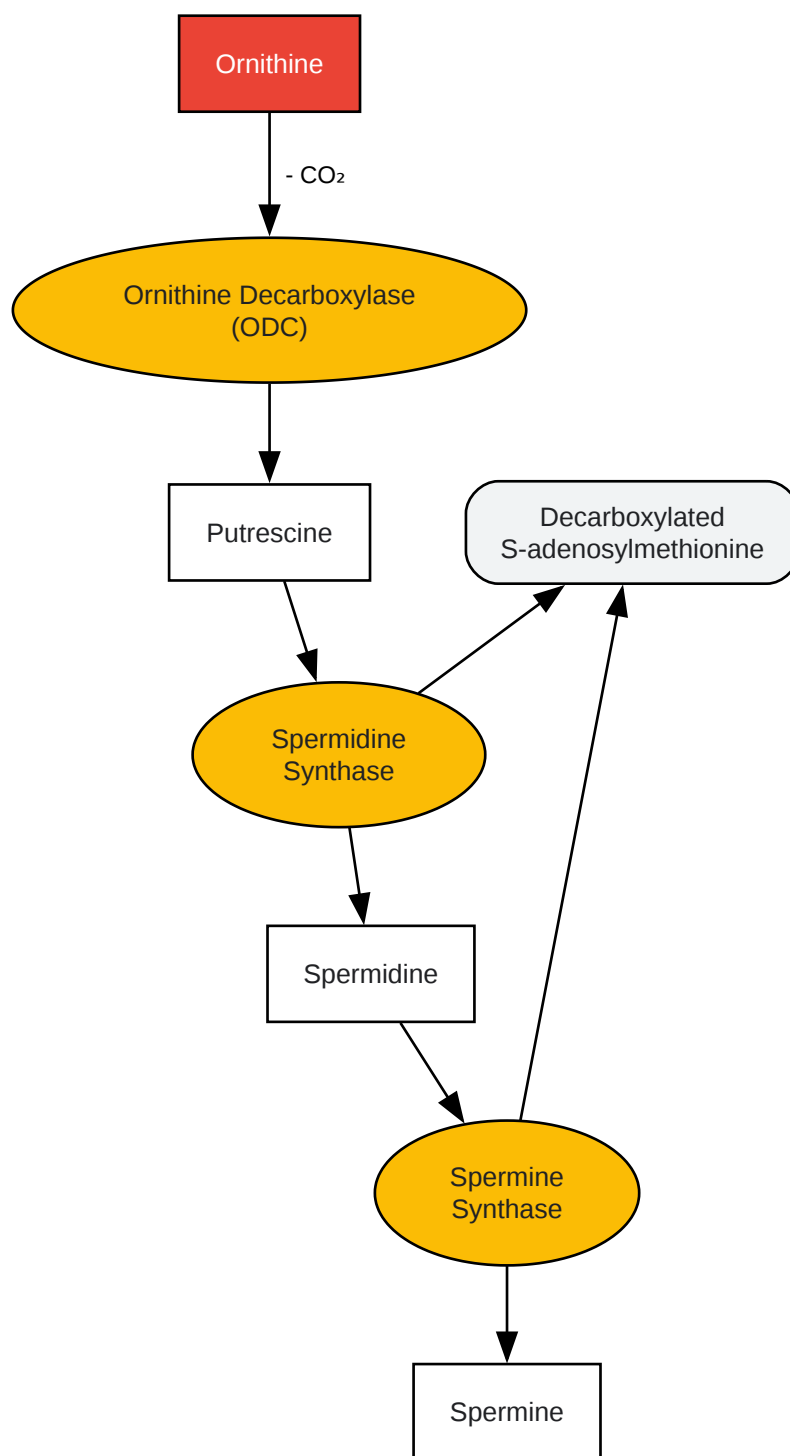 Ornithine
- CO₂
Ornithine Decarboxylase
(ODC)
Putrescine
Decarboxylated
S-adenosylmethionine
Spermidine
Synthase
Spermidine
Spermine
Synthase
Spermine